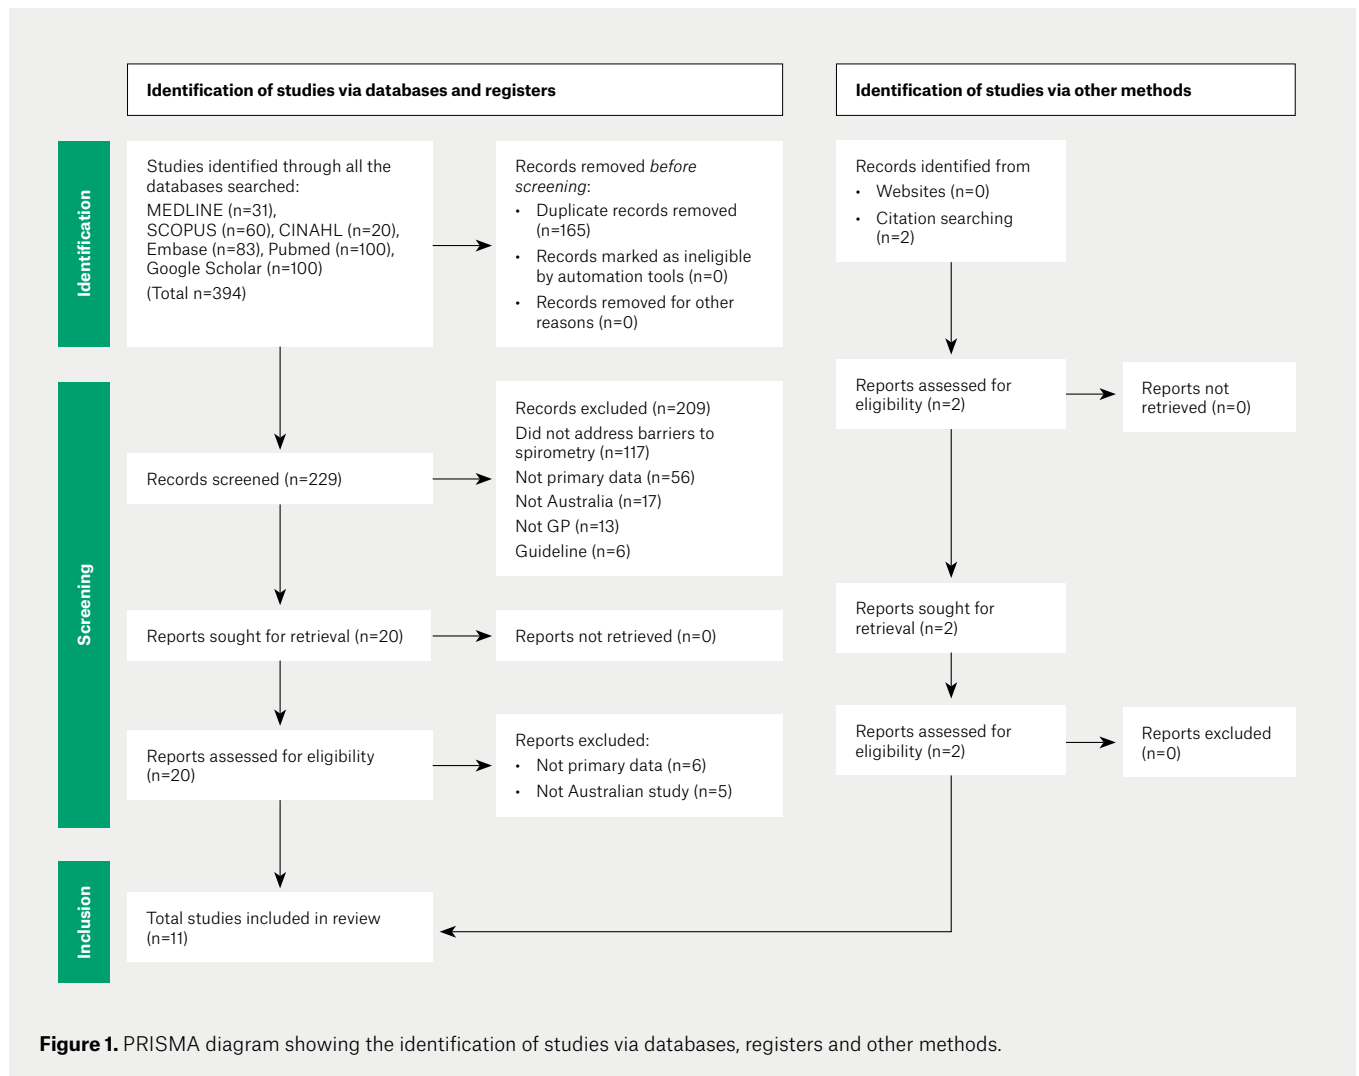 Identification of studies via databases and registers
Identification of studies via other methods
Identification
Studies identified through all the
databases searched:
MEDLINE (n=31),
SCOPUS (n=60), CINAHL (n=20),
Embase (n=83), Pubmed (n=100),
Google Scholar (n=100)
(Total n=394)
Records removed before
screening:
• Duplicate records removed
(n=165)
• Records marked as ineligible
by automation tools (n=0)
• Records removed for other
reasons (n=0)
Records identified from
• Websites (n=0)
• Citation searching
(n=2)
Screening
Records screened (n=229)
Records excluded (n=209)
Did not address barriers to
spirometry (n=117)
Not primary data (n=56)
Not Australia (n=17)
Not GP (n=13)
Guideline (n=6)
Reports assessed for
eligibility (n=2)
Reports not
retrieved (n=0)
Reports sought for retrieval (n=20)
Reports not retrieved (n=0)
Reports sought for
retrieval (n=2)
Reports assessed for eligibility
(n=20)
Reports excluded:
• Not primary data (n=6)
• Not Australian study (n=5)
Reports assessed for
eligibility (n=2)
Reports excluded
(n=0)
Inclusion
Total studies included in review
(n=11)
Figure 1. PRISMA diagram showing the identification of studies via databases, registers and other methods.